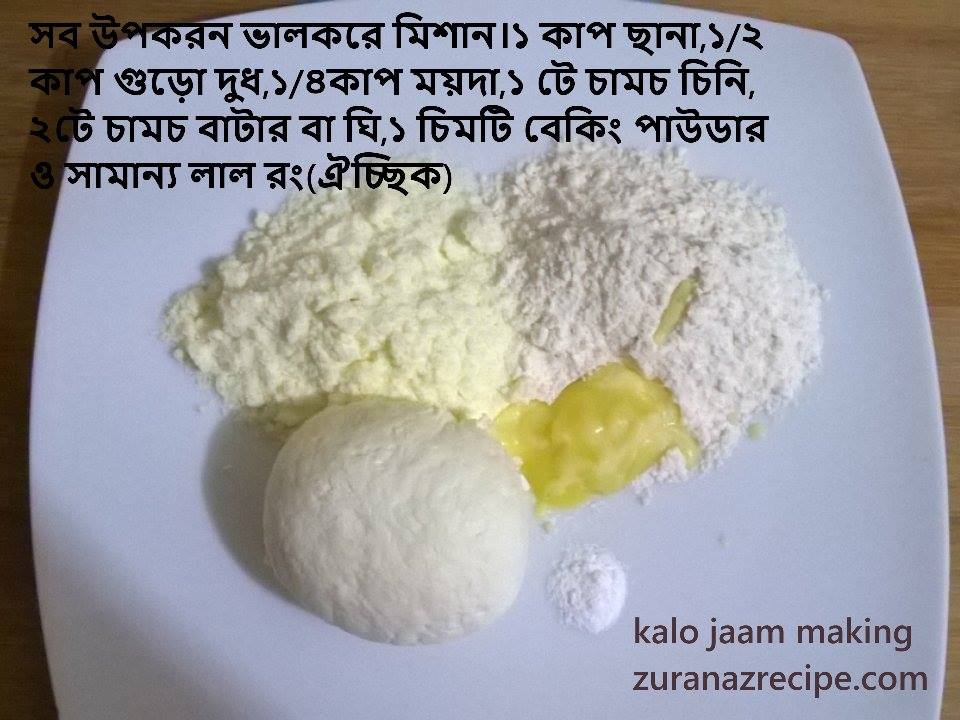 সব উপকরন ভালকরে মিশান।১ কাপ ছানা,১/২
কাপ গুড়ো দুধ,১/৪কাপ ময়দা,১ টে চামচ চিনি,
২টে চামচ বাটার বা ঘি,১ চিমটি বেকিং পাউডার
ও সামান্য লাল রং(ঐচ্ছিক)
kalo jaam making
zuranazrecipe.com